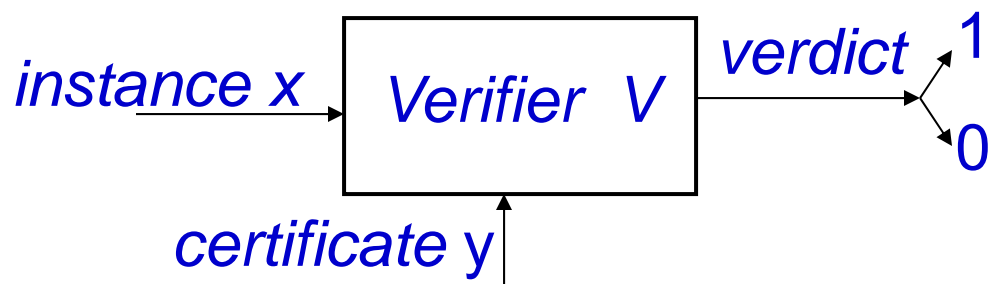 instance x
Verifier V
verdict
1
0
certificate y